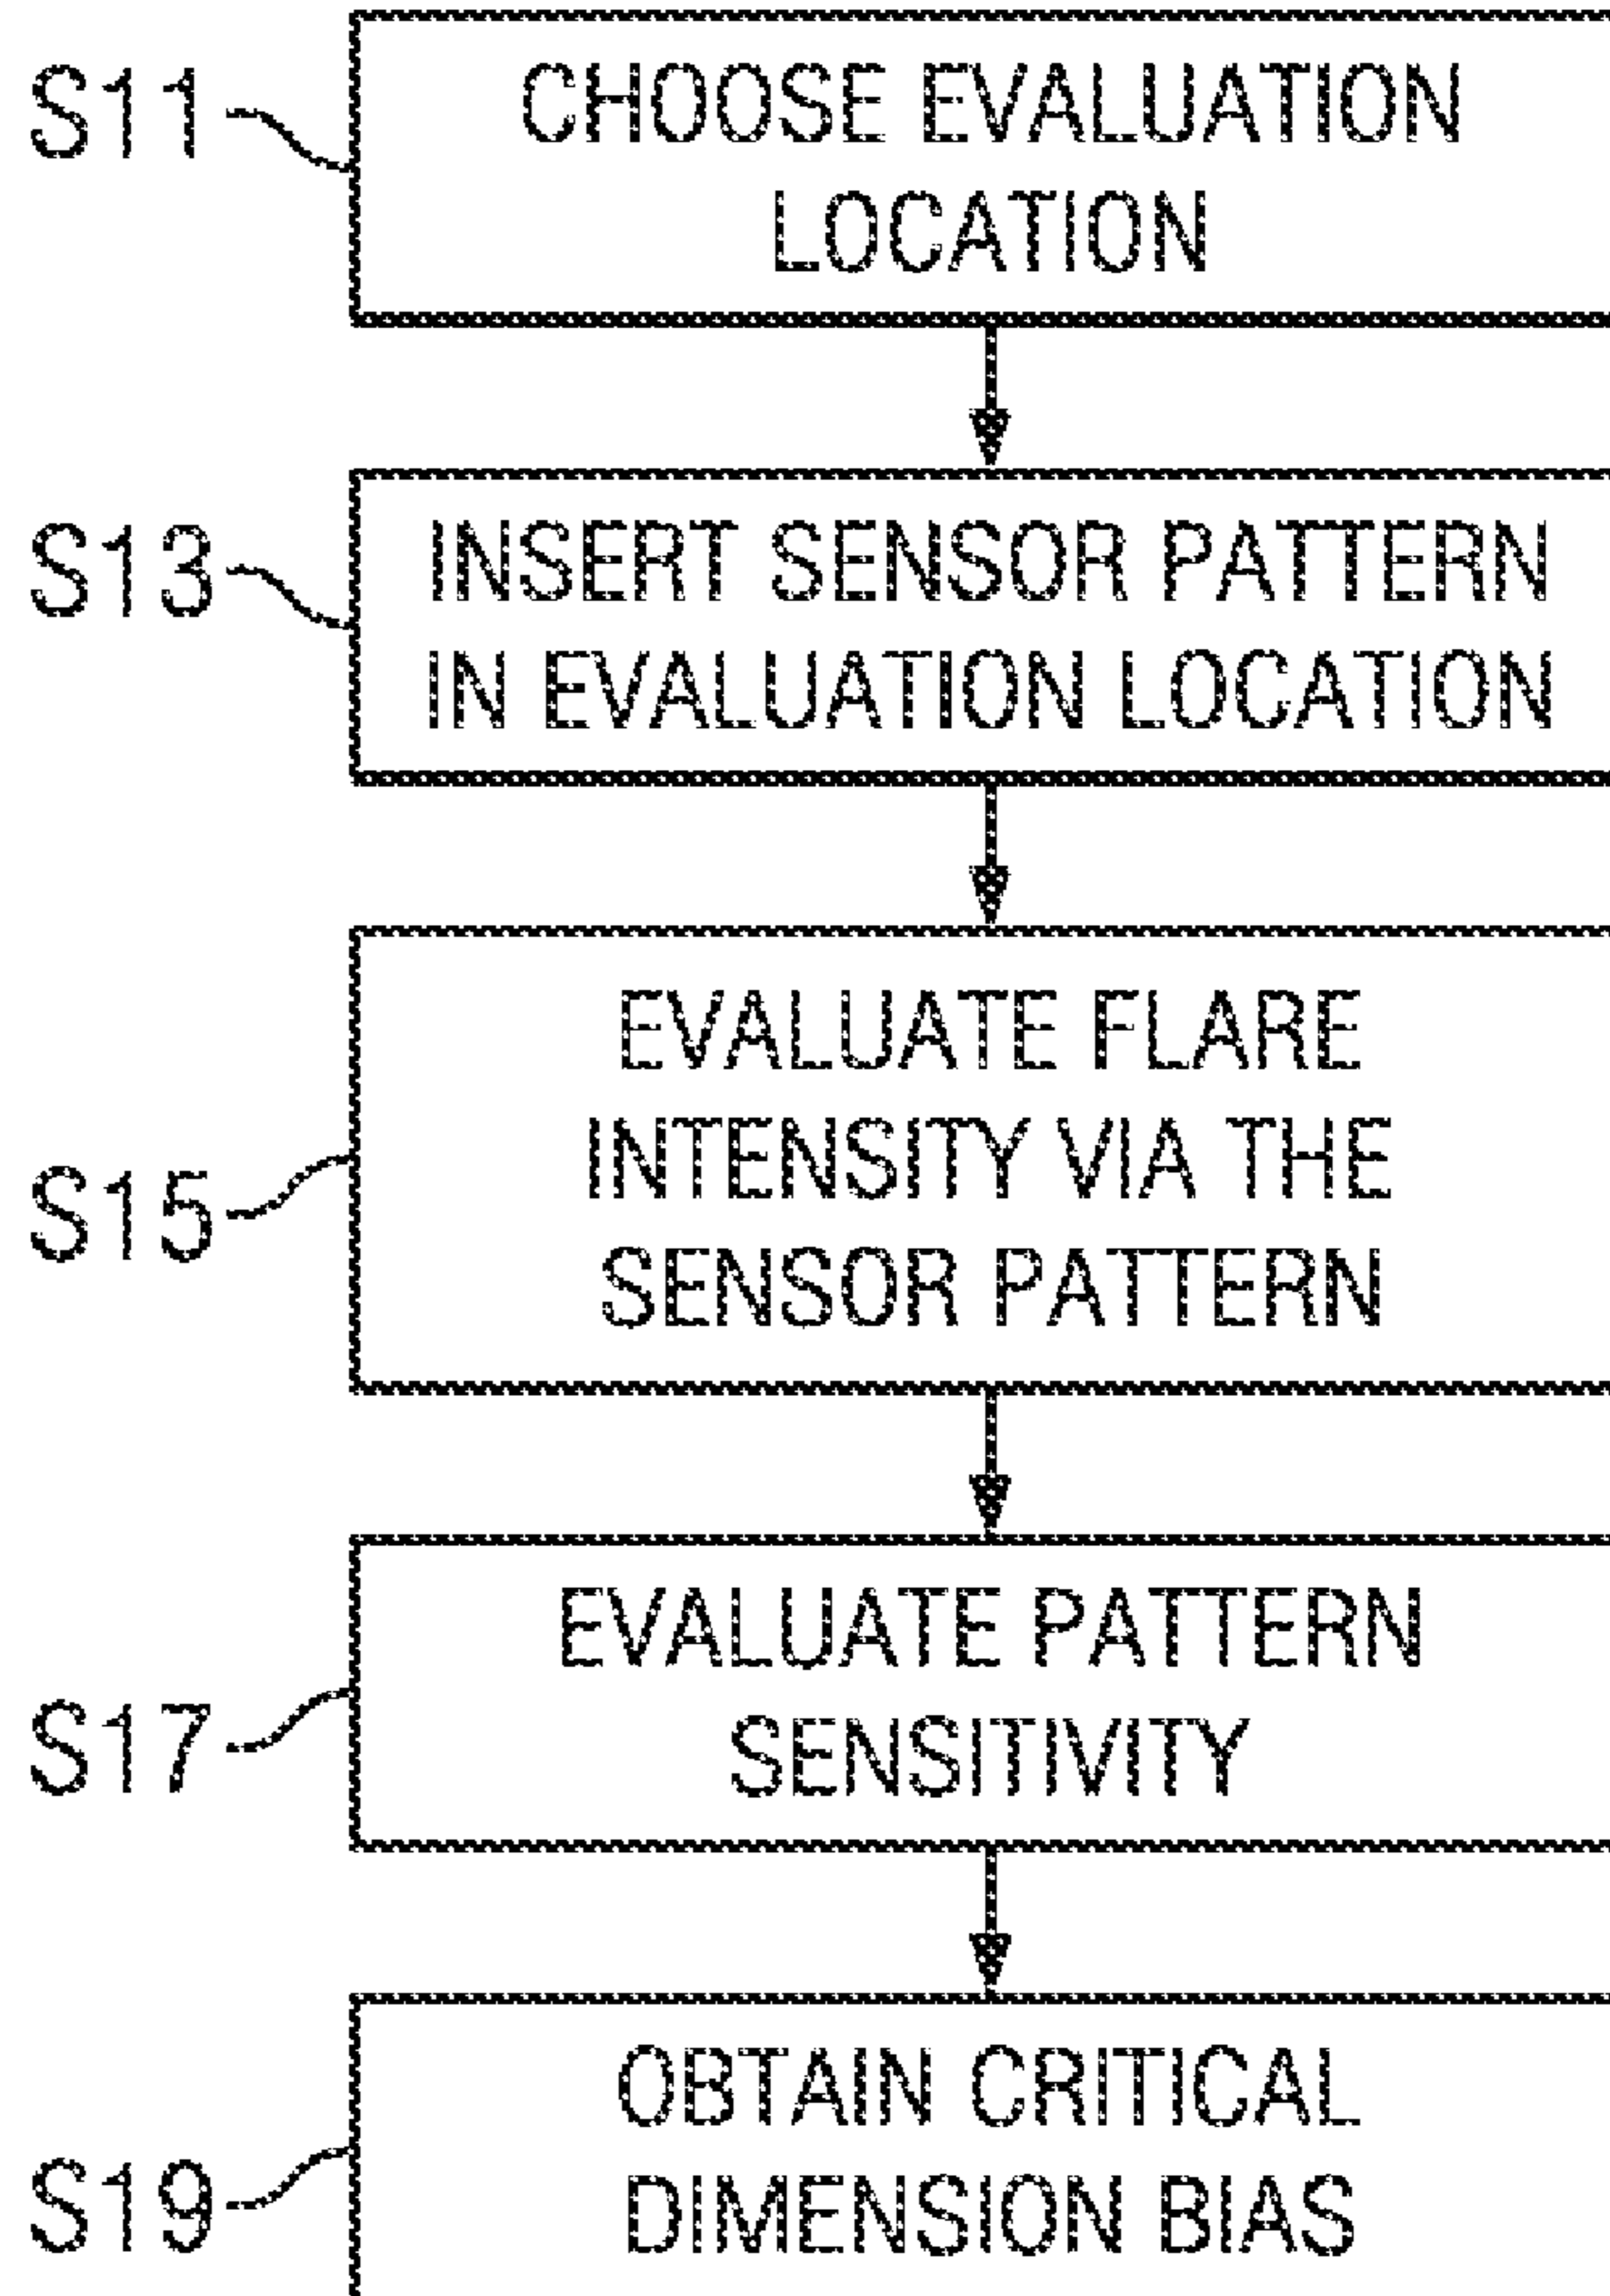 S11
CHOOSE EVALUATION
LOCATION
S13
INSERT SENSOR PATTERN
IN EVALUATION LOCATION
S15
EVALUATE FLARE
INTENSITY VIA THE
SENSOR PATTERN
S17
EVALUATE PATTERN
SENSITIVITY
S19
OBTAIN CRITICAL
DIMENSION BIAS